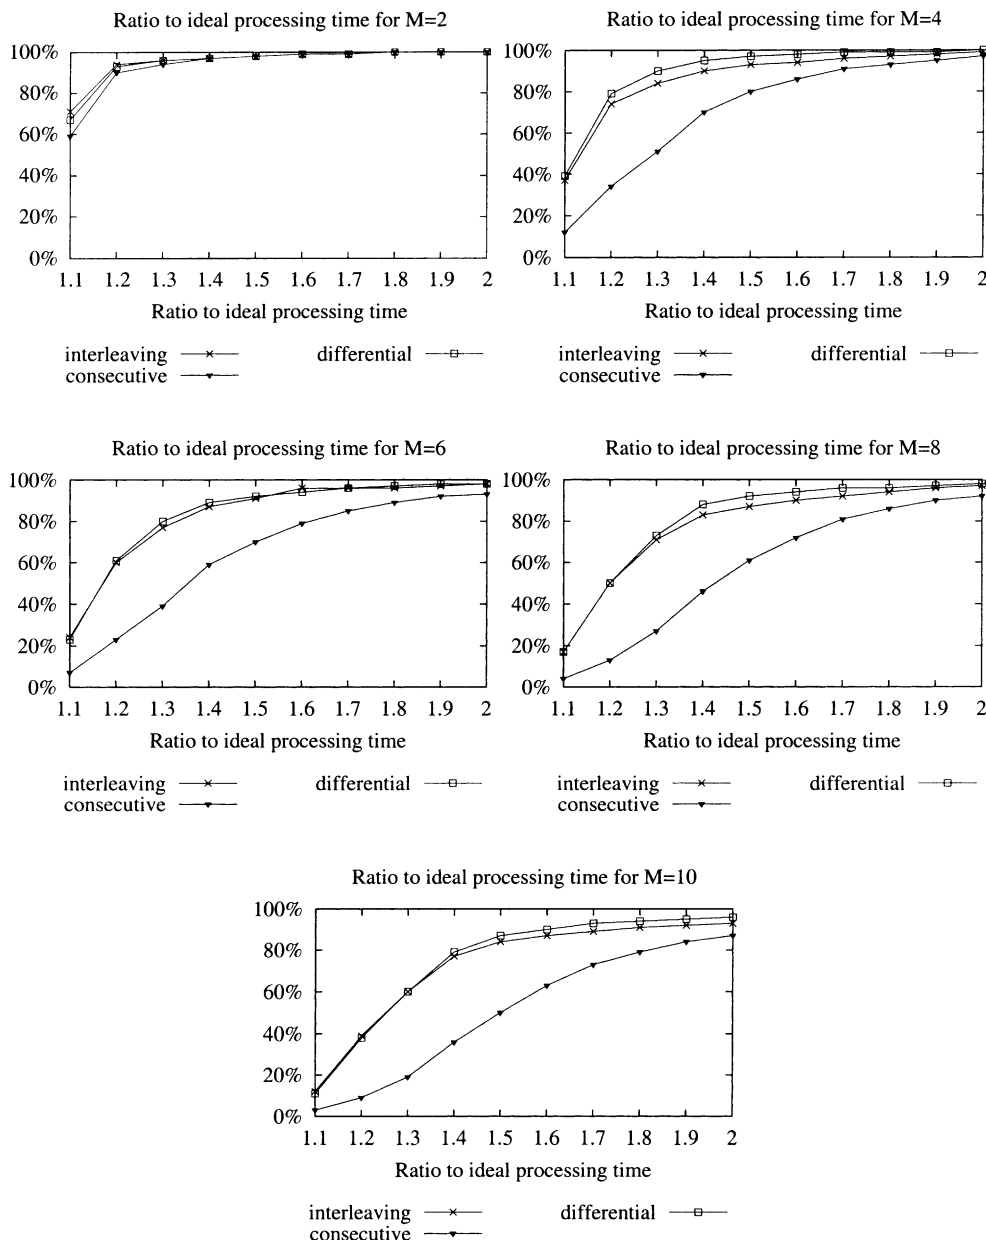 Ratio to ideal processing time for M=2
100%
80%
60%
40%
20%
0%
1.1 1.2 1.3 1.4 1.5 1.6 1.7 1.8 1.9 2
Ratio to ideal processing time
interleaving differential
consecutive
Ratio to ideal processing time for M=4
100%
80%
60%
40%
20%
0%
1.1 1.2 1.3 1.4 1.5 1.6 1.7 1.8 1.9 2
Ratio to ideal processing time
interleaving differential
consecutive
Ratio to ideal processing time for M=6
100%
80%
60%
40%
20%
0%
1.1 1.2 1.3 1.4 1.5 1.6 1.7 1.8 1.9 2
Ratio to ideal processing time
interleaving differential
consecutive
Ratio to ideal processing time for M=8
100%
80%
60%
40%
20%
0%
1.1 1.2 1.3 1.4 1.5 1.6 1.7 1.8 1.9 2
Ratio to ideal processing time
interleaving differential
consecutive
Ratio to ideal processing time for M=10
100%
80%
60%
40%
20%
0%
1.1 1.2 1.3 1.4 1.5 1.6 1.7 1.8 1.9 2
Ratio to ideal processing time
interleaving differential
consecutive